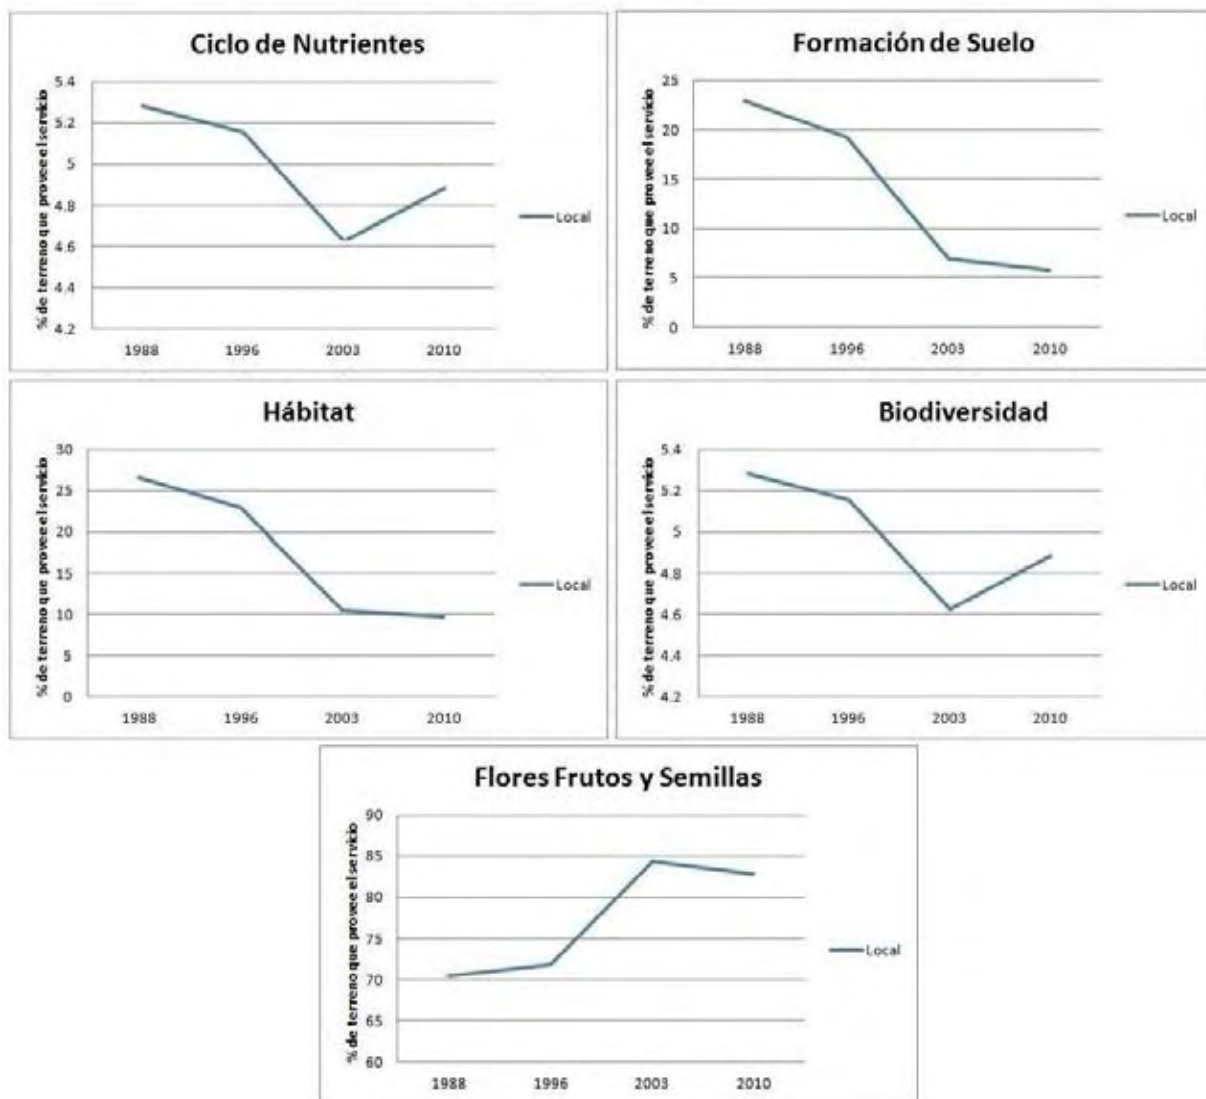 Ciclo de Nutrientes
% de terreno que provee el servicio
5.4
5.2
5
4.8
4.6
4.4
4.2
1988 1996 2003 2010
Local
Formación de Suelo
% de terreno que provee el servicio
25
20
15
10
5
0
1988 1996 2003 2010
Local
Hábitat
% de terreno que provee el servicio
30
25
20
15
10
5
0
1988 1996 2003 2010
Local
Biodiversidad
% de terreno que provee el servicio
5.4
5.2
5
4.8
4.6
4.4
4.2
1988 1996 2003 2010
Local
Flores Frutos y Semillas
% de terreno que provee el servicio
90
85
80
75
70
65
60
1988 1996 2003 2010
Local